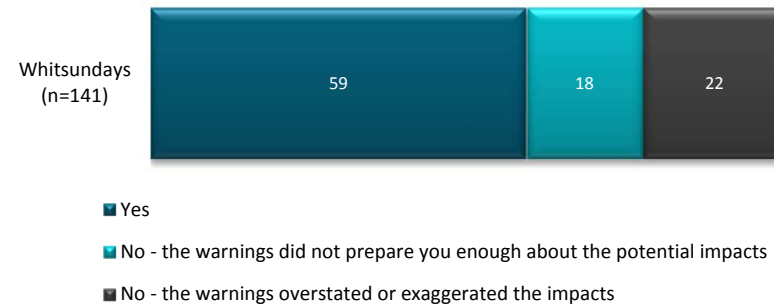 Whitsundays
(n=141)
59
18
22
Yes
No - the warnings did not prepare you enough about the potential impacts
No - the warnings overstated or exaggerated the impacts